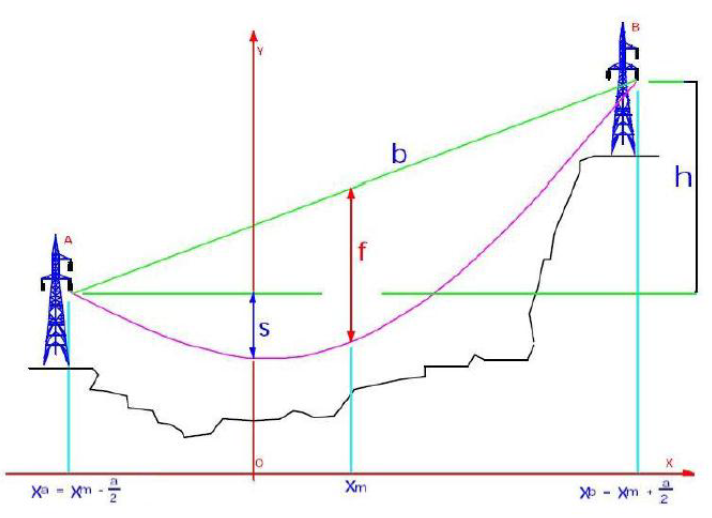 B
Y
b
h
A
f
s
O
X
Xa = Xm - a/2
Xm
Xb - Xm + a/2